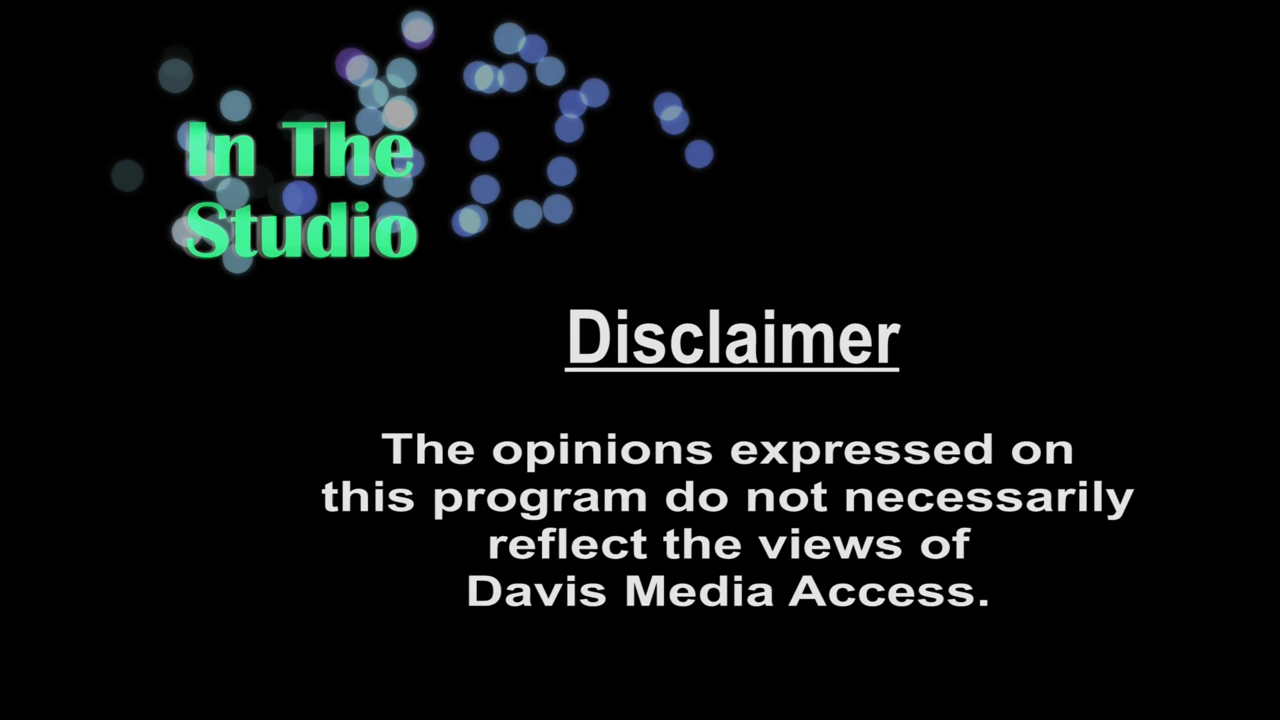 In The
Studio
Disclaimer
The opinions expressed on
this program do not necessarily
reflect the views of
Davis Media Access.